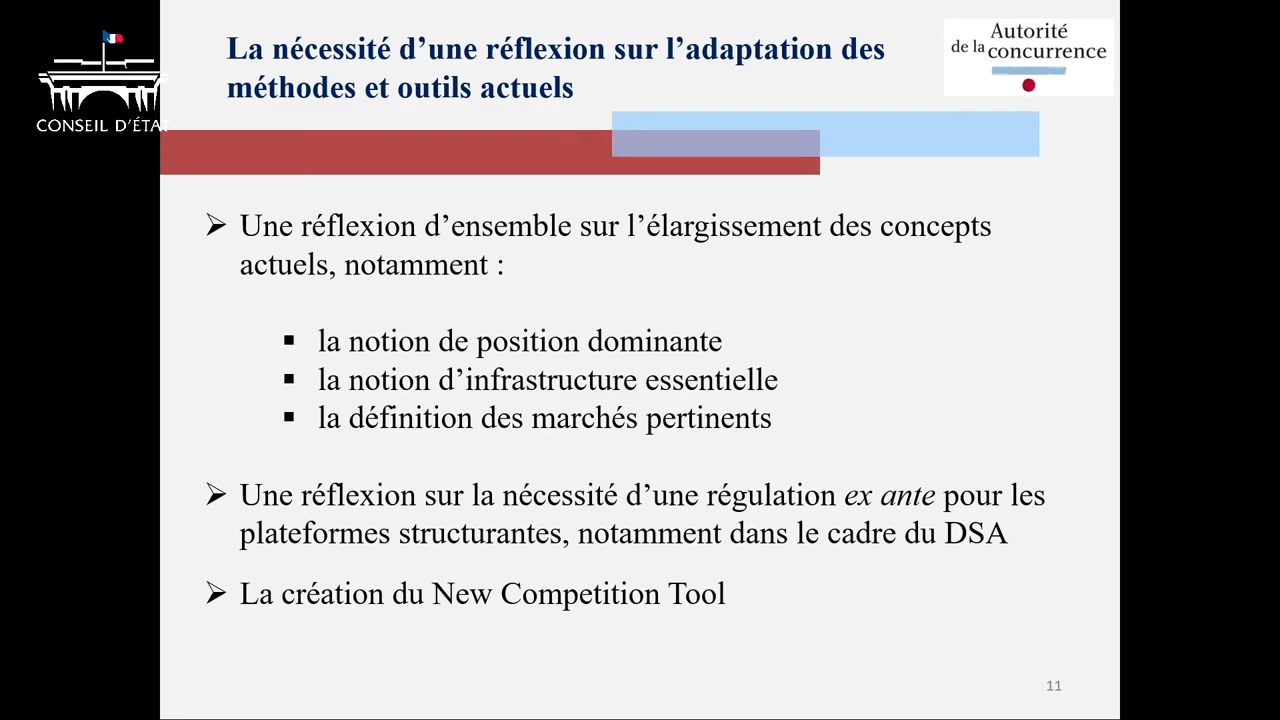 CONSEIL D'ÉTAT
La nécessité d’une réflexion sur l’adaptation des
méthodes et outils actuels
Autorité
de la concurrence
➢ Une réflexion d’ensemble sur l’élargissement des concepts
actuels, notamment :
▪ la notion de position dominante
▪ la notion d’infrastructure essentielle
▪ la définition des marchés pertinents
➢ Une réflexion sur la nécessité d’une régulation ex ante pour les
plateformes structurantes, notamment dans le cadre du DSA
➢ La création du New Competition Tool
11